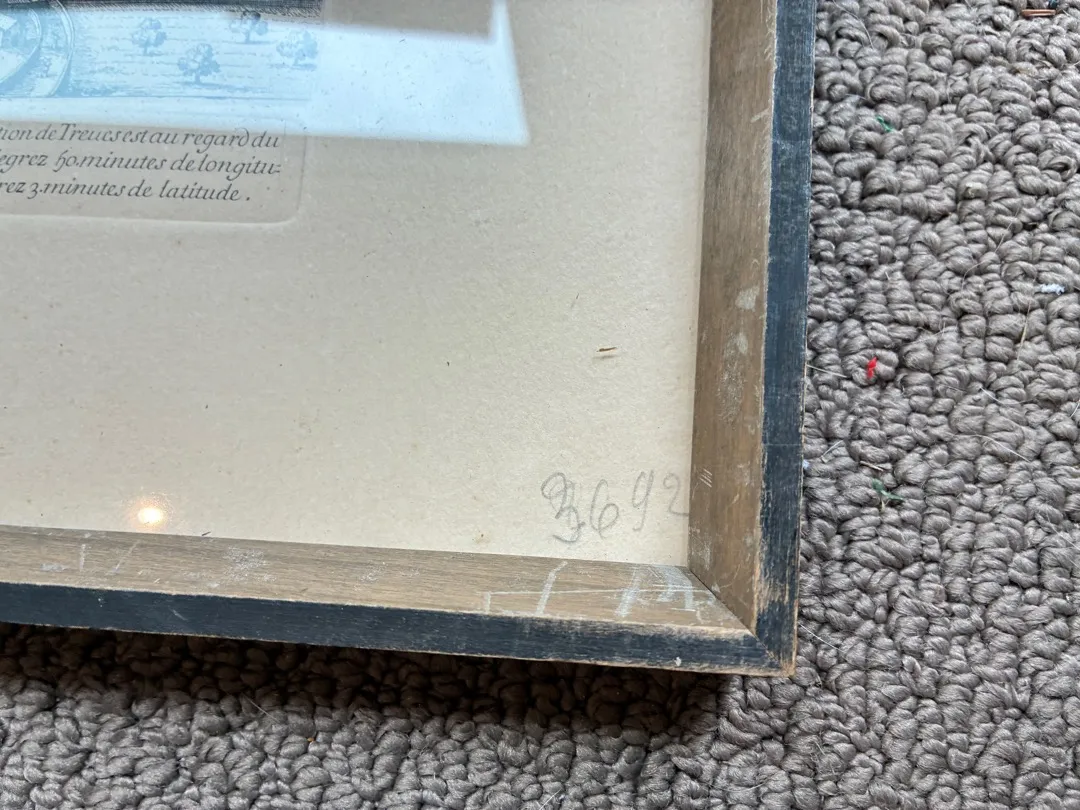 tion de Treues est au regard du
egrez 50. minutes de longitu=
rez 3. minutes de latitude.
3692